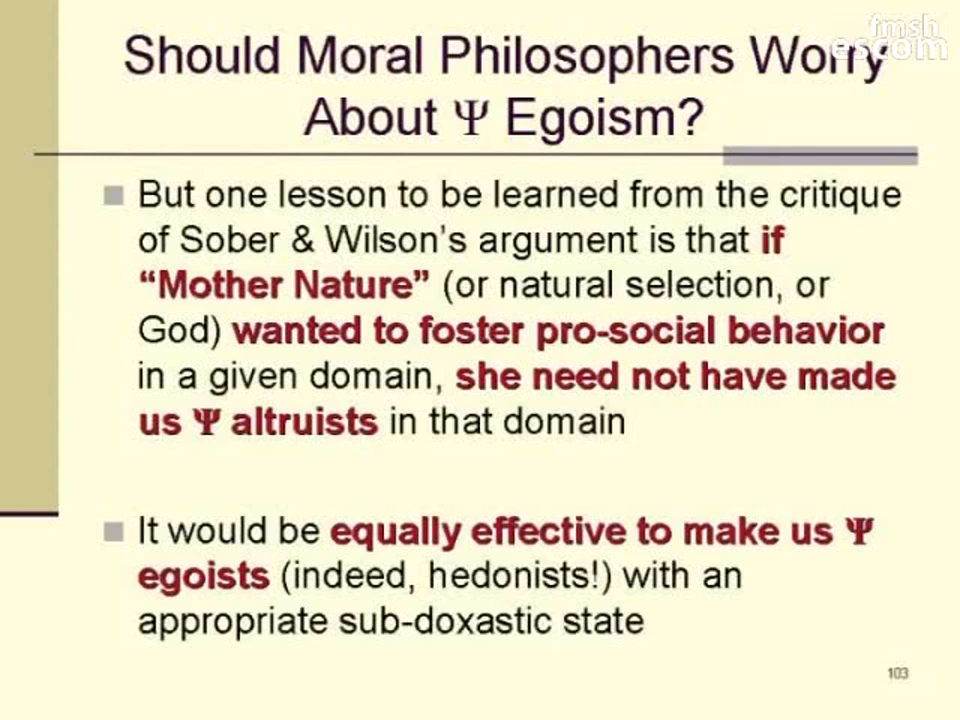 fmsh
escom
Should Moral Philosophers Worry
About Ψ Egoism?
But one lesson to be learned from the critique
of Sober & Wilson's argument is that if
“Mother Nature” (or natural selection, or
God) wanted to foster pro-social behavior
in a given domain, she need not have made
us Ψ altruists in that domain
It would be equally effective to make us Ψ
egoists (indeed, hedonists!) with an
appropriate sub-doxastic state
103